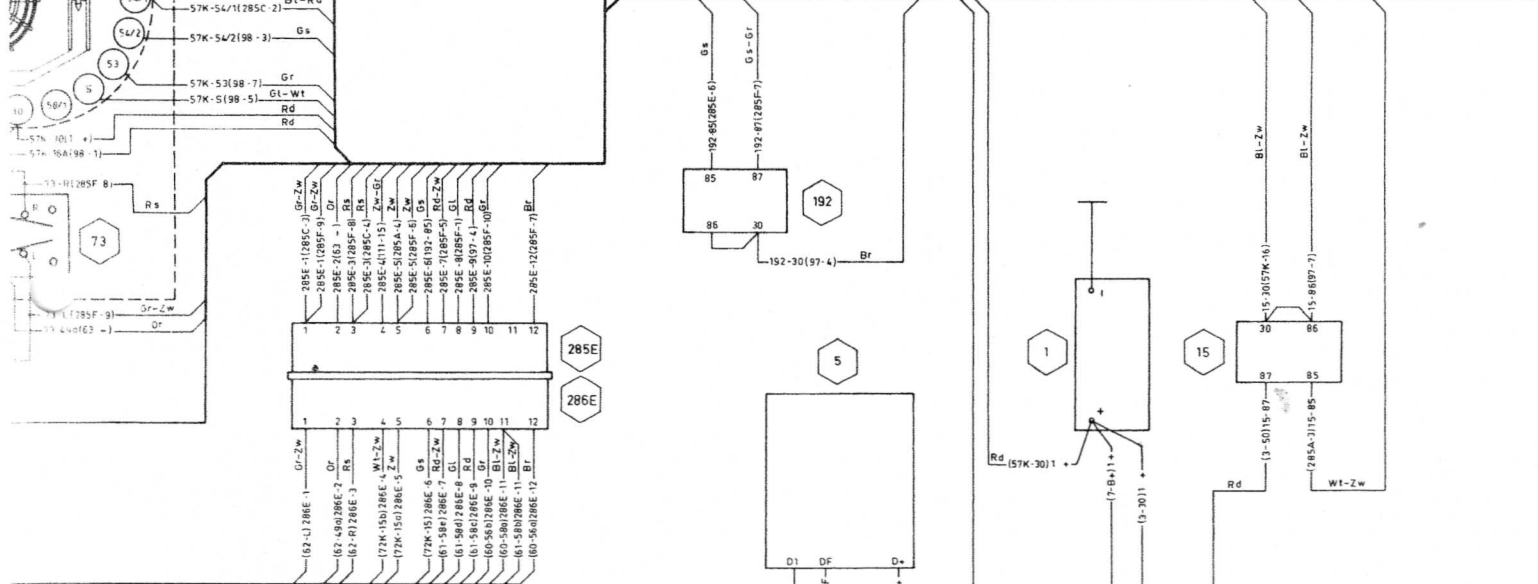 57K-54/1(285C-2)
54/2
57K-54/2(98-3)
Gs
53
57K-53(98-7)
Gr
S
57K-S(98-5)
Gl-Wt
58/1
Rd
Rd
57K-16A(98-1)
73-R(285F 8)
Rs
R
73
L
73-L(285F-9)
Gr-Zw
73 49a(63 -)
Or
Gr-Zw
Gr-Zw
Or
Rs
Rs
Zw-Gr
Zw
Zw
Gs
Rd-Zw
Gl
Rd
Gr
Br
285E-1(285C-3)
285E-1(285F-9)
285E-2(63 -)
285E-3(285F-8)
285E-3(285C-4)
285E-4(111-15)
285E-5(285A-4)
285E-5(285F-6)
285E-6(192-85)
285E-7(285F-5)
285E-8(285F-1)
285E-9(97-4)
285E-10(285F-10)
285E-12(285F-7)
1 2 3 4 5 6 7 8 9 10 11 12
285E
286E
1 2 3 4 5 6 7 8 9 10 11 12
Gr-Zw
Or
Rs
Wt-Zw
Zw
Gs
Rd-Zw
Gl
Rd
Gr
Bl-Zw
Bl-Zw
Br
(62-L)286E-1
(62-49a)286E-2
(62-R)286E-3
(72K-15b)286E-4
(72K-15a)286E-5
(72K-15)286E-6
(61-58e)286E-7
(61-58d)286E-8
(61-58c)286E-9
(60-56b)286E-10
(60-58a)286E-11
(61-58b)286E-11
(60-56a)286E-12
Gs
Gs-Gr
192-85(285E-6)
192-87(285F-7)
85 87
192
86 30
192-30(97-4)
Br
5
D1 DF D+
1
-
+
Rd
(57K-30)1 +
(7-B+)1 +
(3-30)1 +
Bl-Zw
Bl-Zw
15-30(57K-16)
15-86(97-7)
30 86
15
87 85
(3-50)15-87
(285A-3)15-85
Rd
Wt-Zw